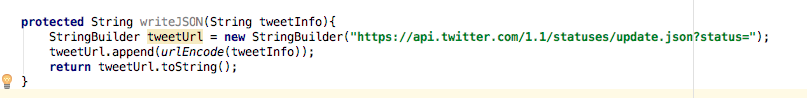 protected String writeJSON(String tweetInfo){
    StringBuilder tweetUrl = new StringBuilder("https://api.twitter.com/1.1/statuses/update.json?status=");
    tweetUrl.append(urlEncode(tweetInfo));
    return tweetUrl.toString();
}